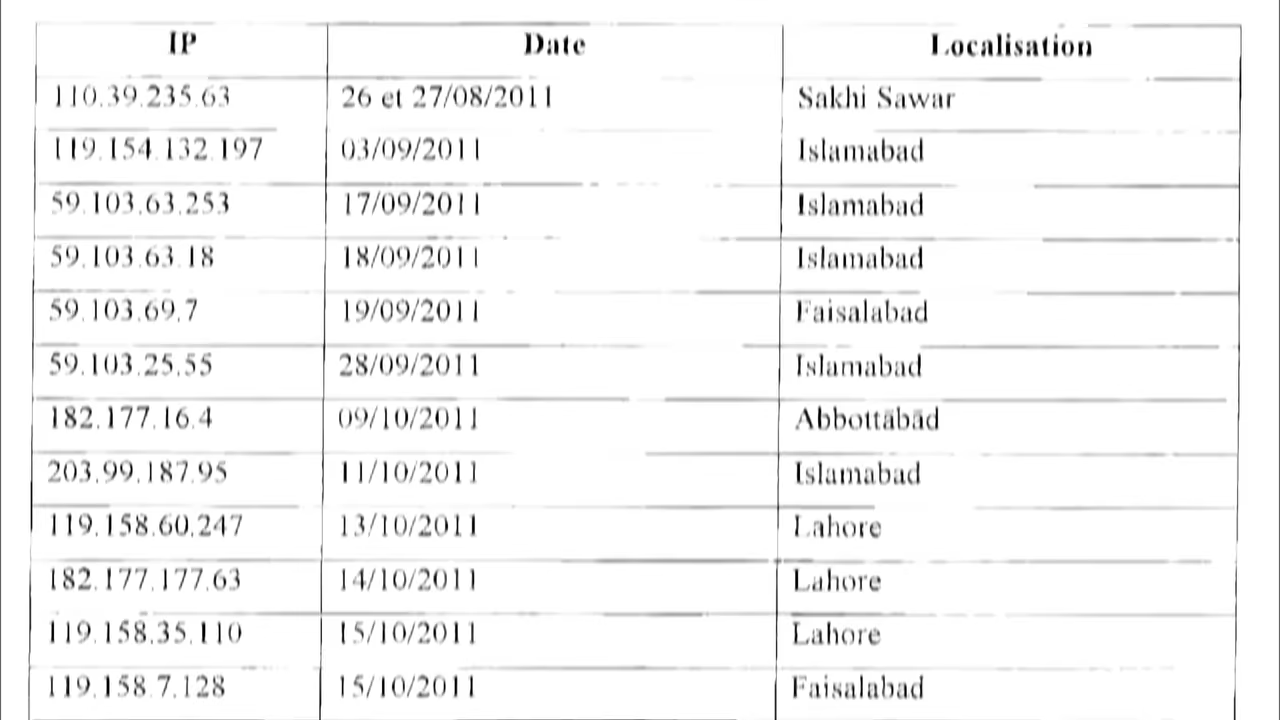 IP Date Localisation
110.39.235.63 26 et 27/08/2011 Sakhi Sawar
119.154.132.197 03/09/2011 Islamabad
59.103.63.253 17/09/2011 Islamabad
59.103.63.18 18/09/2011 Islamabad
59.103.69.7 19/09/2011 Faisalabad
59.103.25.55 28/09/2011 Islamabad
182.177.16.4 09/10/2011 Abbottabad
203.99.187.95 11/10/2011 Islamabad
119.158.60.247 13/10/2011 Lahore
182.177.177.63 14/10/2011 Lahore
119.158.35.110 15/10/2011 Lahore
119.158.7.128 15/10/2011 Faisalabad